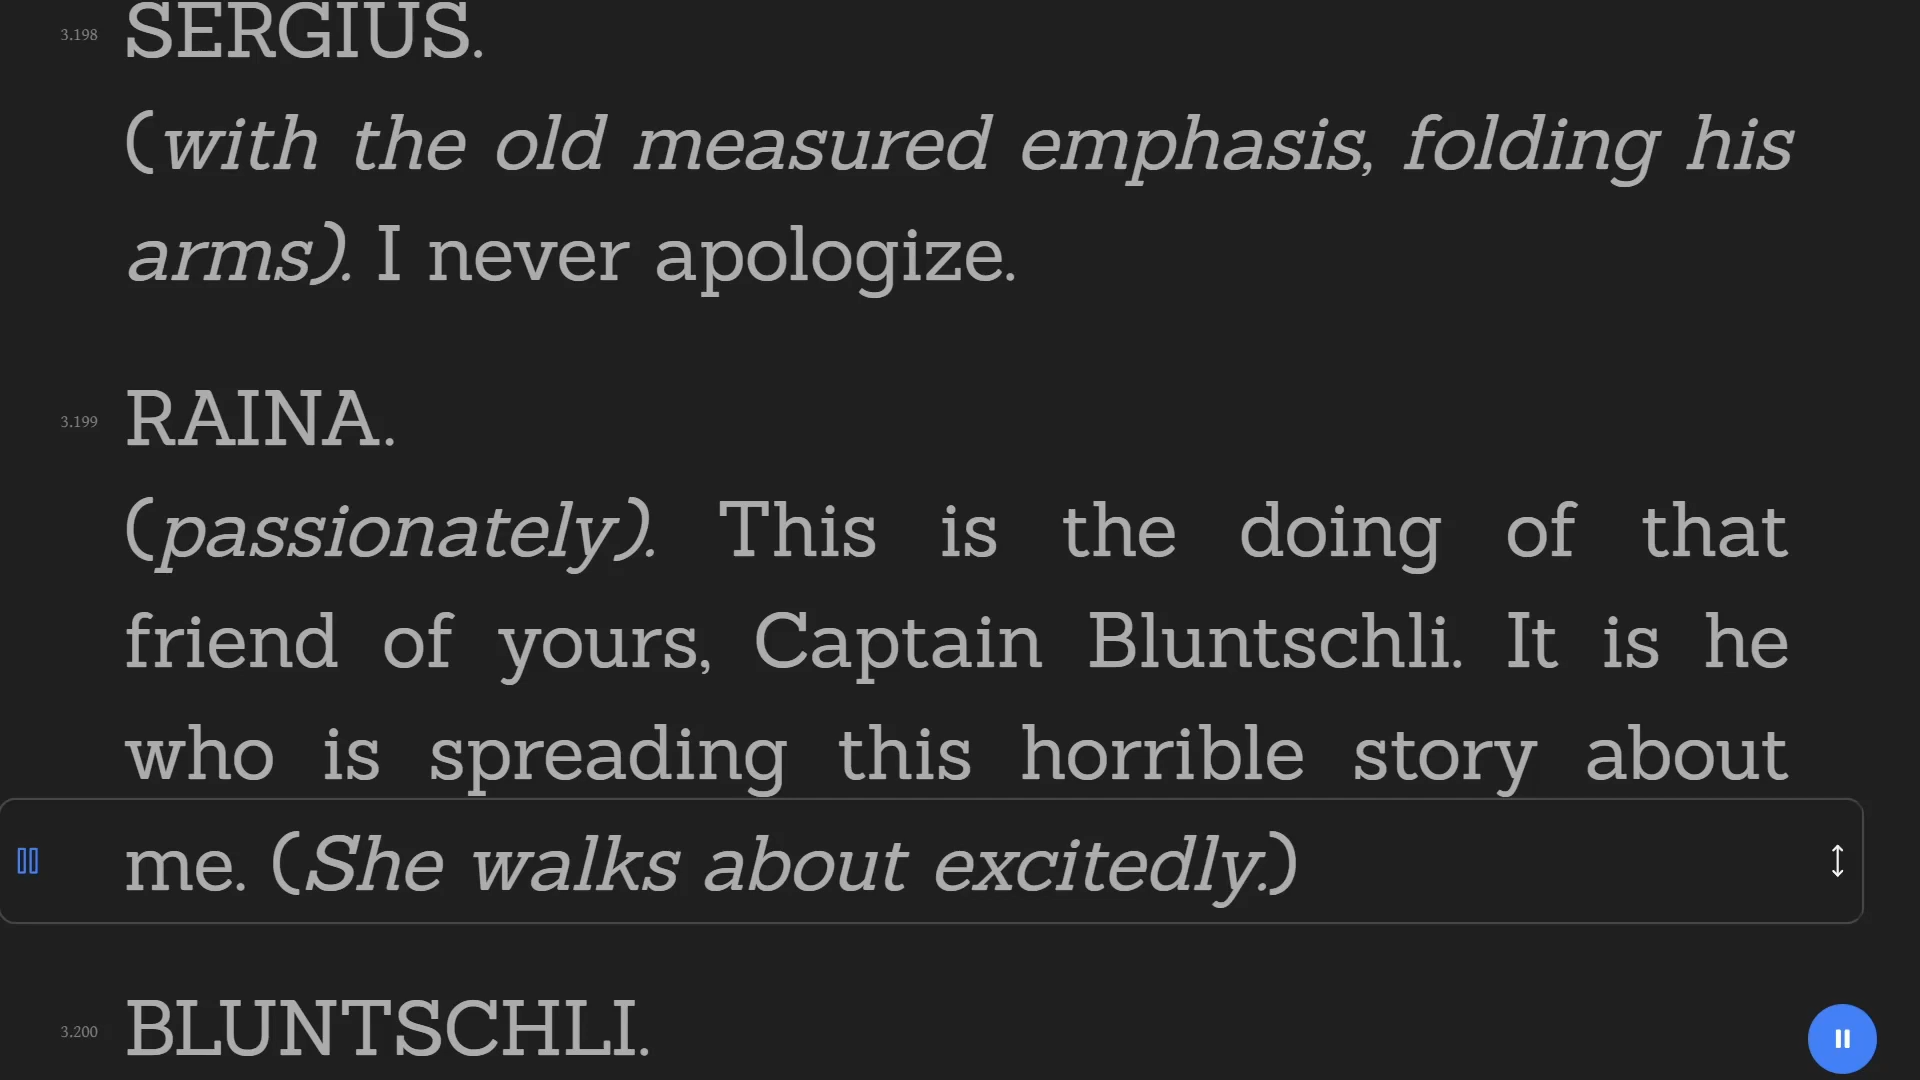 3.198 SERGIUS.
(with the old measured emphasis, folding his
arms). I never apologize.
3.199 RAINA.
(passionately). This is the doing of that
friend of yours, Captain Bluntschli. It is he
who is spreading this horrible story about
me. (She walks about excitedly.)
3.200 BLUNTSCHLI.